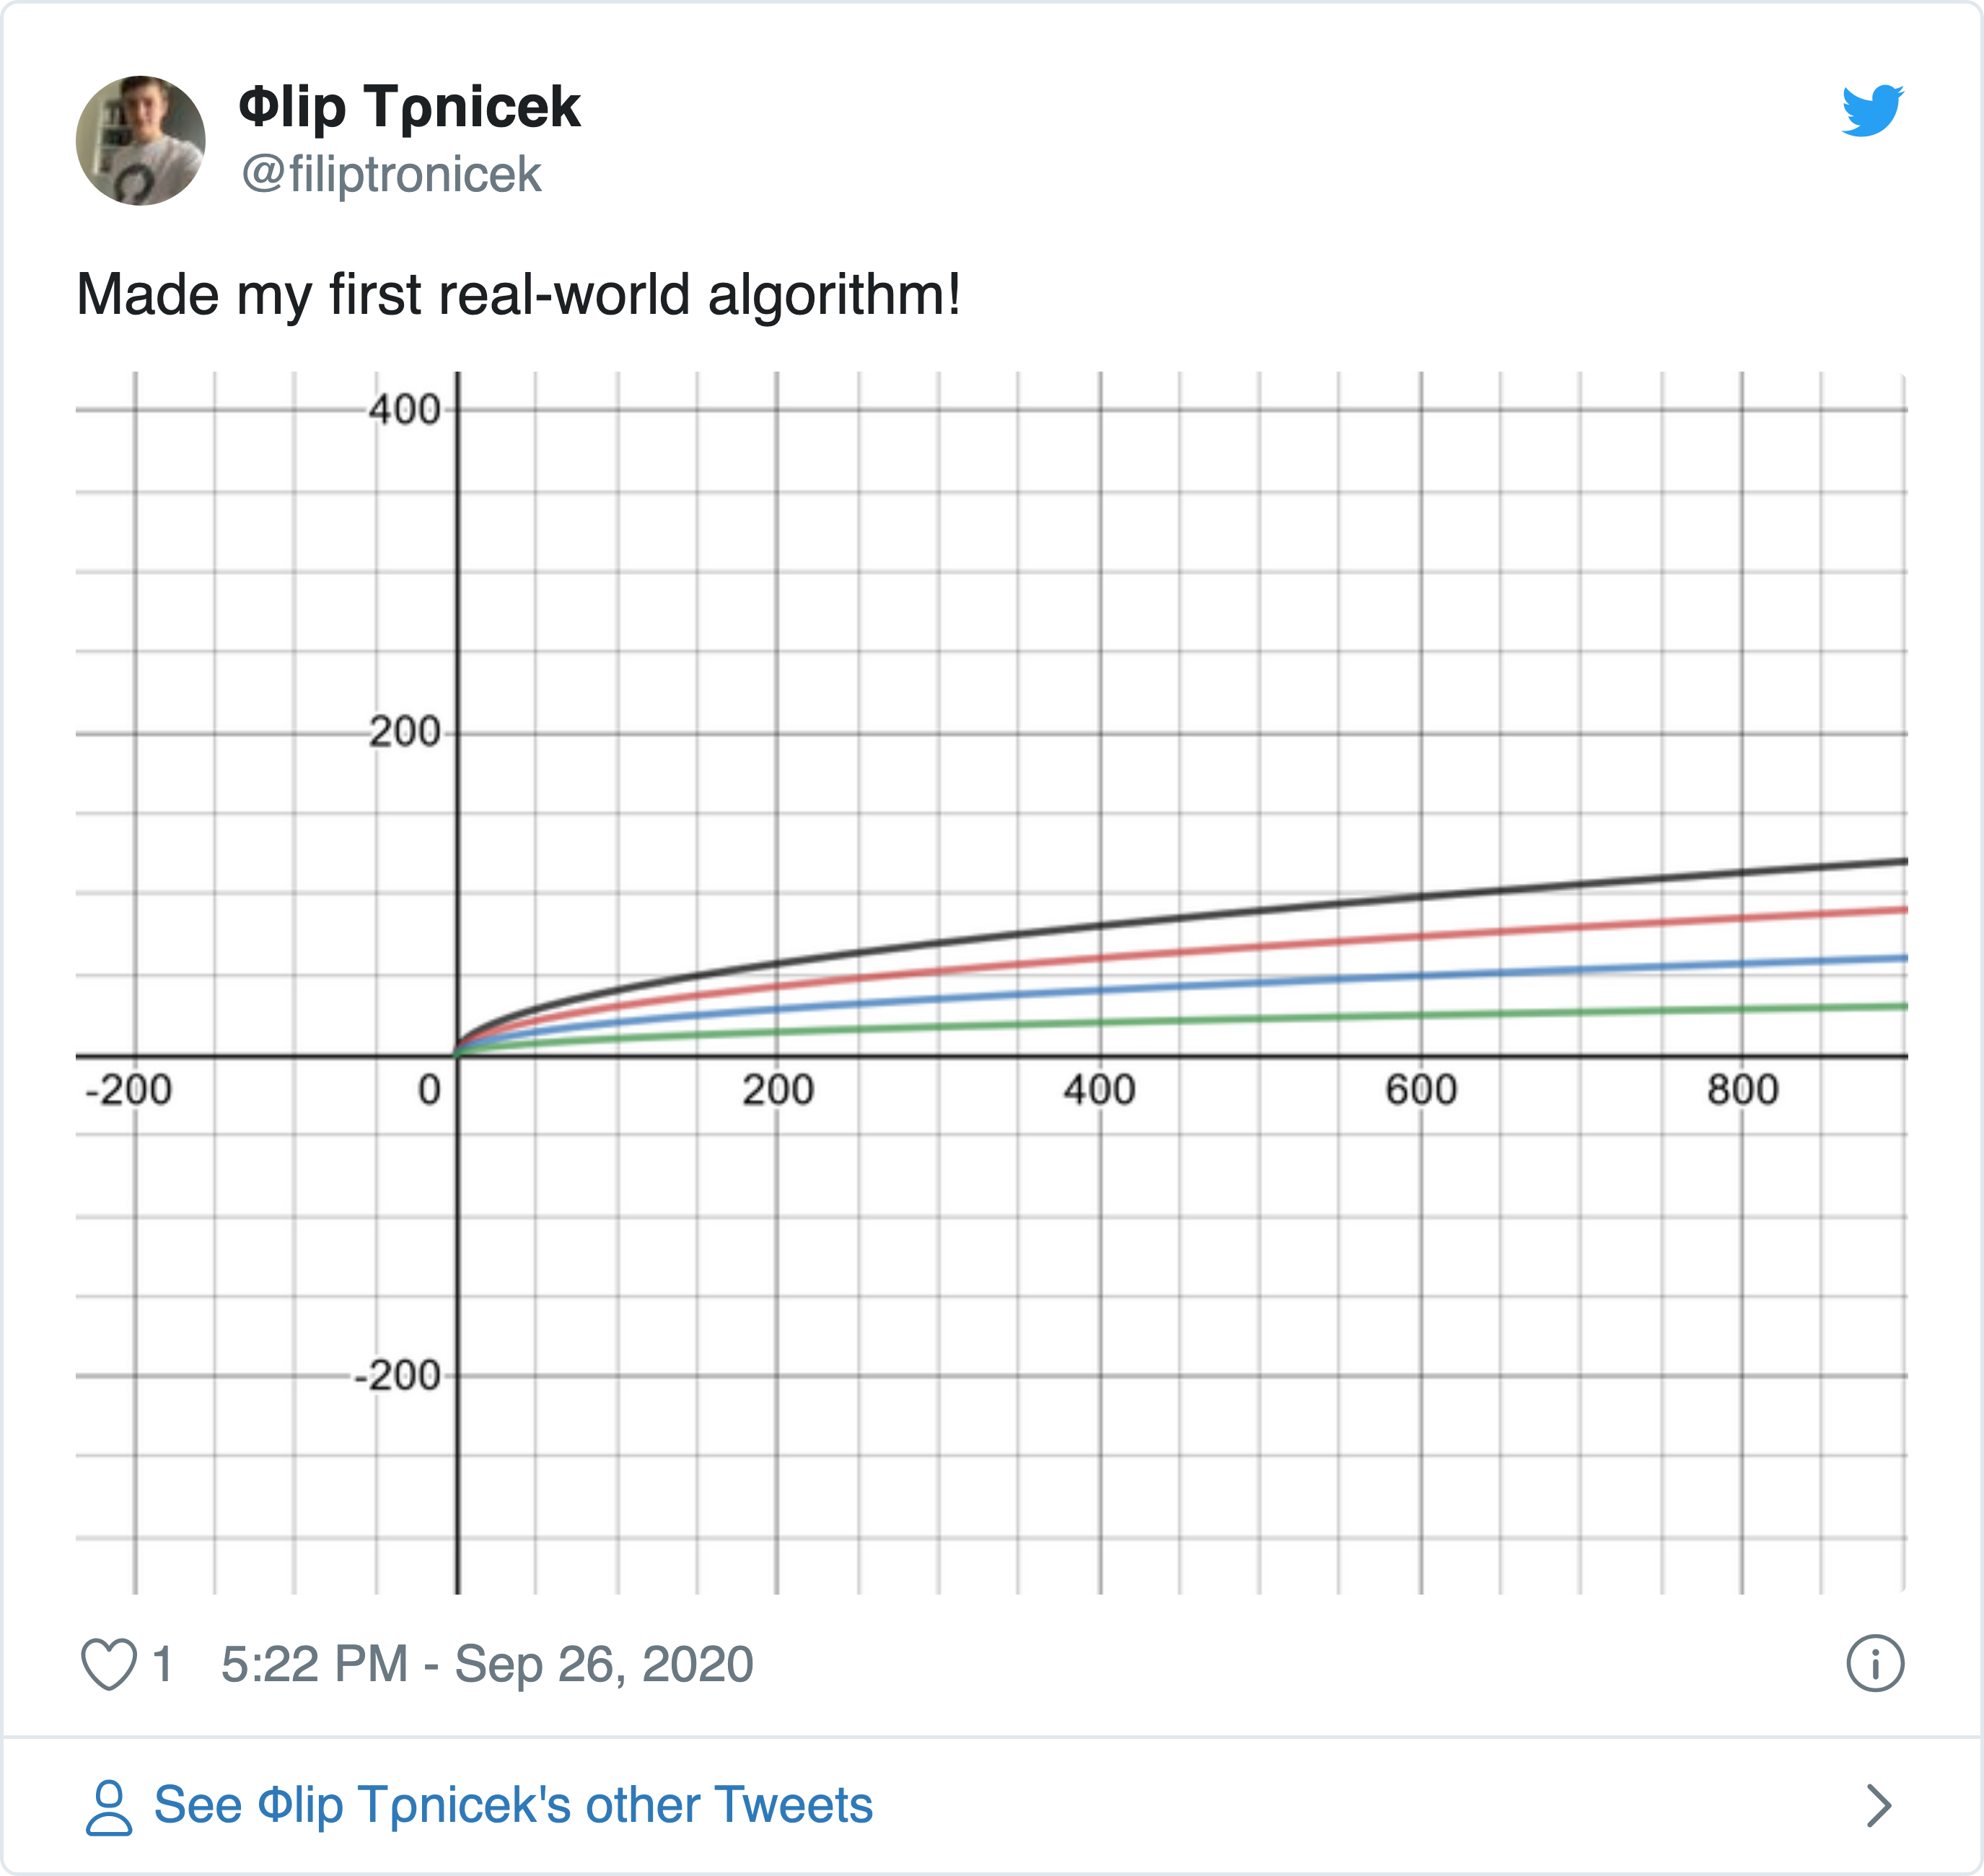 Φlip Tρnicek
@filiptronicek
Made my first real-world algorithm!
400
200
-200 0 200 400 600 800
-200
1 5:22 PM - Sep 26, 2020
See Φlip Tρnicek's other Tweets